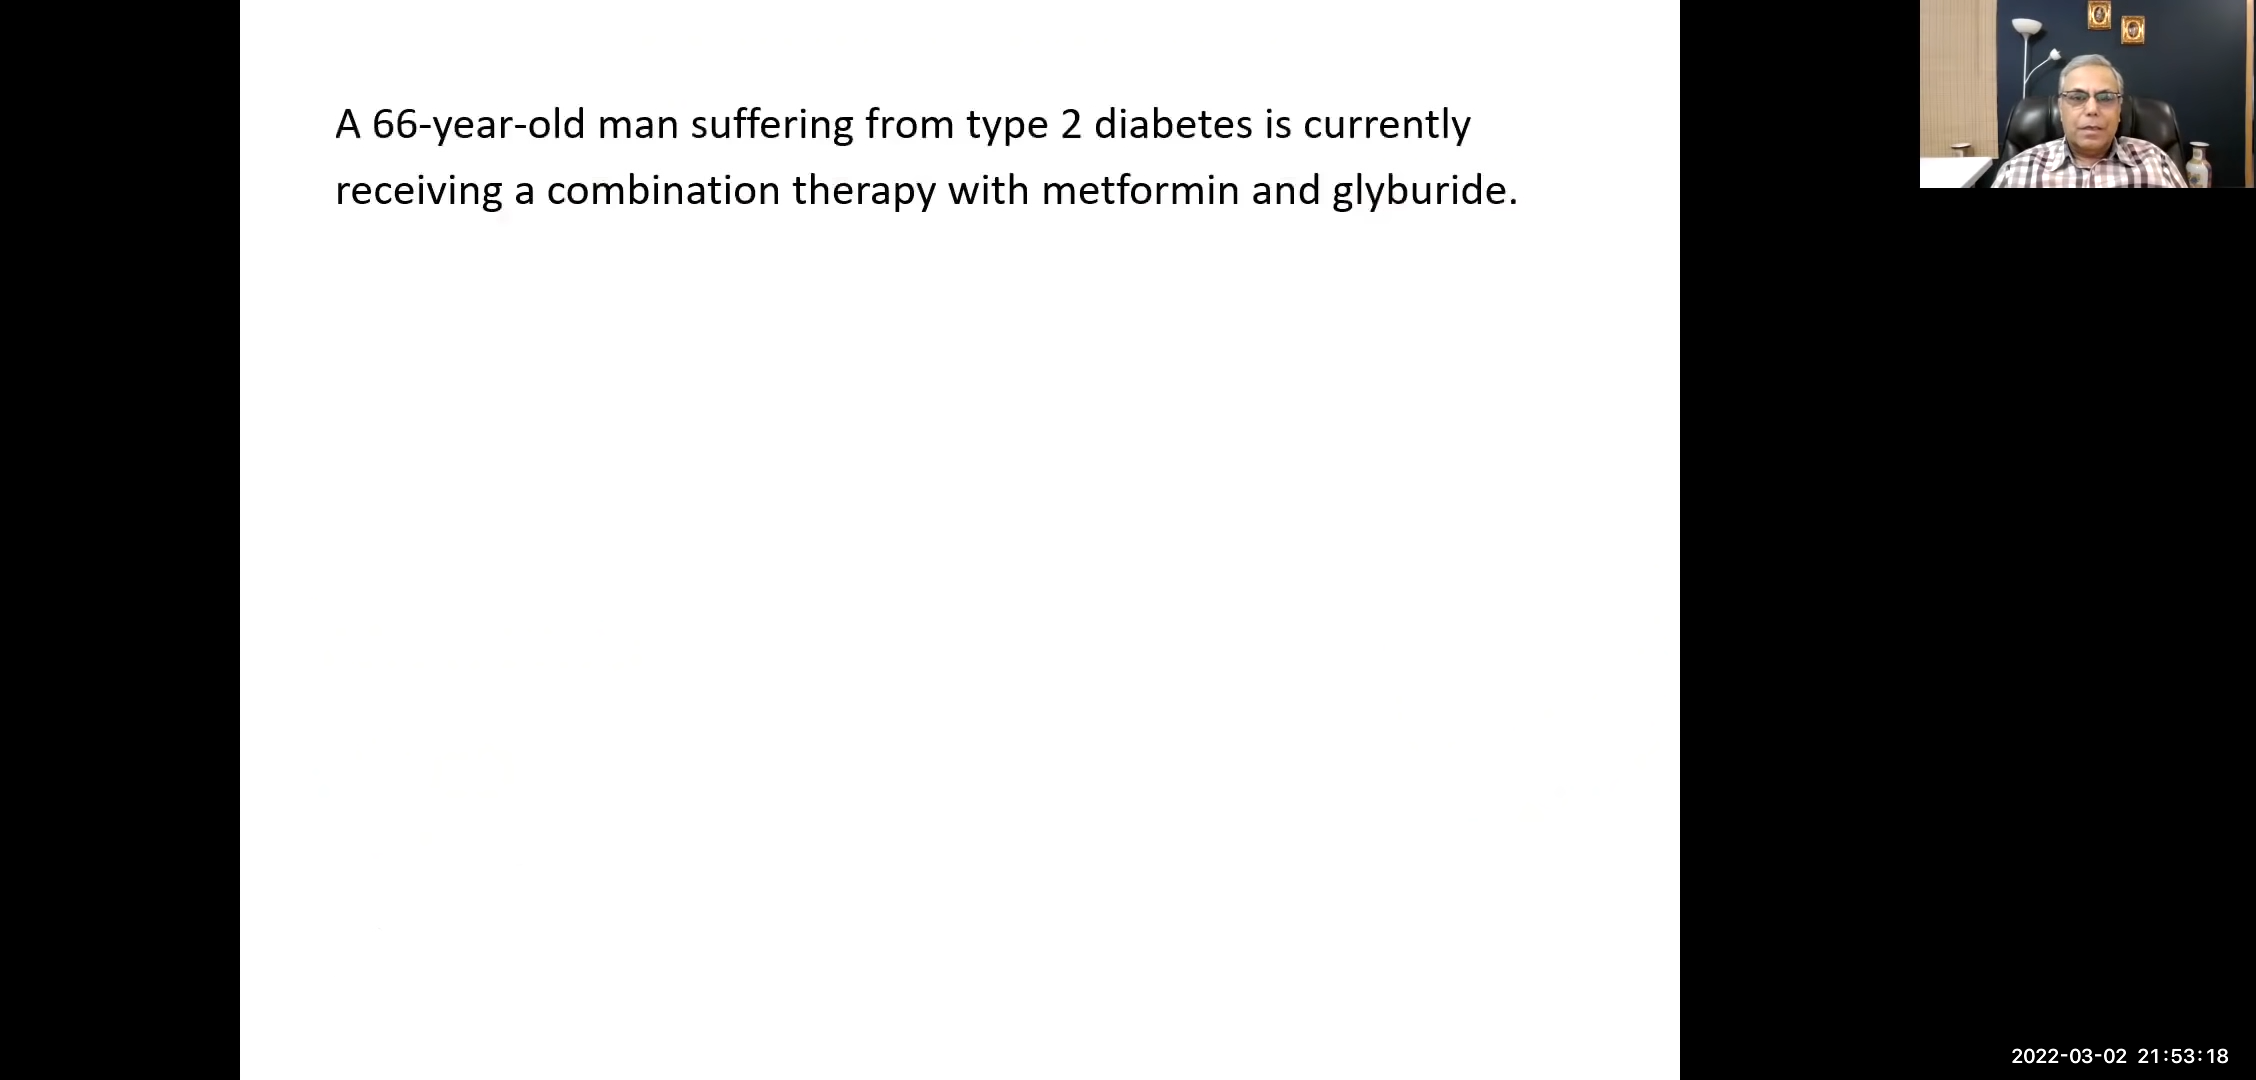 A 66-year-old man suffering from type 2 diabetes is currently
receiving a combination therapy with metformin and glyburide.
2022-03-02 21:53:18